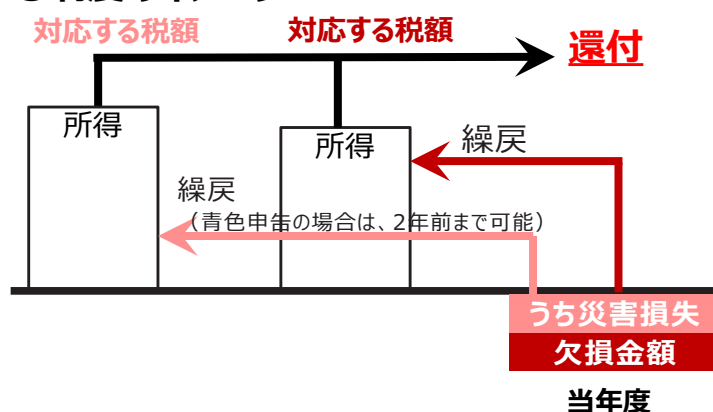 対応する税額
対応する税額
還付
所得
所得
繰戻
繰戻
（青色申告の場合は、2年前まで可能）
うち災害損失
欠損金額
当年度